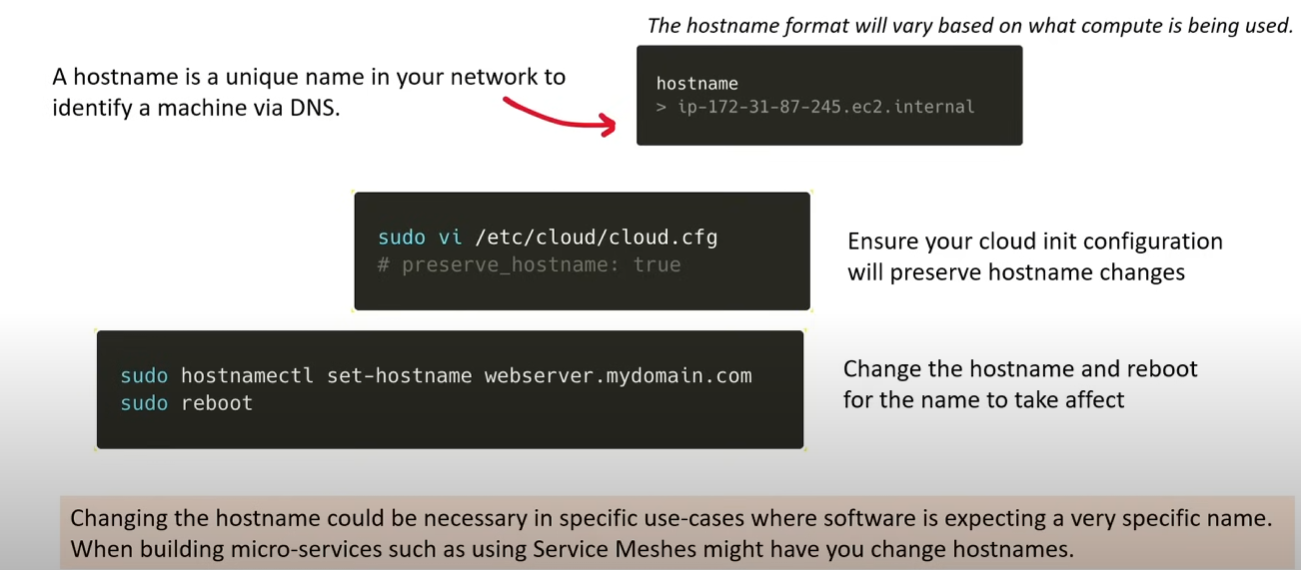 The hostname format will vary based on what compute is being used.
A hostname is a unique name in your network to
identify a machine via DNS.
hostname
> ip-172-31-87-245.ec2.internal
sudo vi /etc/cloud/cloud.cfg
# preserve_hostname: true
Ensure your cloud init configuration
will preserve hostname changes
sudo hostnamectl set-hostname webserver.mydomain.com
sudo reboot
Change the hostname and reboot
for the name to take affect
Changing the hostname could be necessary in specific use-cases where software is expecting a very specific name.
When building micro-services such as using Service Meshes might have you change hostnames.